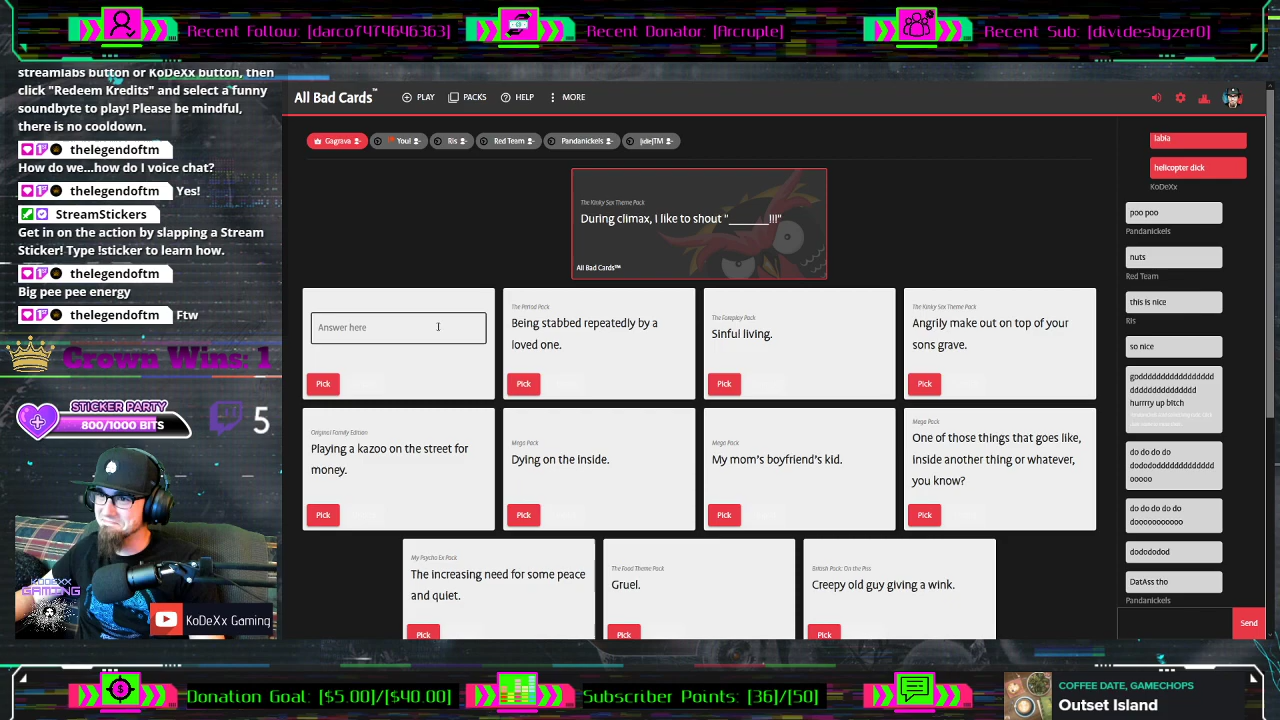 Recent Follow: [darco747464б363]
Recent Donator: [Arcruple]
Recent Sub: [dividesbyzer0]
streamlabs button or KoDeXx button, then
click "Redeem Kredits" and select a funny
soundbyte to play! Please be mindful,
there is no cooldown.
thelegendoftm
How do we...how do I voice chat?
thelegendoftm Yes!
StreamStickers
Get in on the action by slapping a Stream
Sticker! Type !sticker to learn how.
thelegendoftm
Big pee pee energy
thelegendoftm Ftw
Crown Wins: 1
STICKER PARTY
800/1000 BITS
5
KODEXX
GAMING
KoDeXx Gaming
All Bad Cards™
PLAY
PACKS
HELP
MORE
Gagrava
You!
Ris
Red Team
Pandanickels
The Kinky Sex Theme Pack
During climax, I like to shout "______!!!"
All Bad Cards™
Answer here
Pick
The Period Pack
Being stabbed repeatedly by a
loved one.
Pick
The Foreplay Pack
Sinful living.
Pick
The Kinky Sex Theme Pack
Angrily make out on top of your
sons grave.
Pick
Original Family Edition
Playing a kazoo on the street for
money.
Pick
Mega Pack
Dying on the inside.
Pick
Mega Pack
My mom's boyfriend's kid.
Pick
Mega Pack
One of those things that goes like,
inside another thing or whatever,
you know?
Pick
My Psycho Ex Pack
The increasing need for some peace
and quiet.
Pick
The Food Theme Pack
Gruel.
Pick
British Pack: On the Piss
Creepy old guy giving a wink.
Pick
labia
helicopter dick
KoDeXx
poo poo
Pandanickels
nuts
Red Team
this is nice
Ris
so nice
godddddddddddddddddd
ddddddddddddddd
hurrrry up bitch
do do do do
dodododdddddddddddd
ooooo
do do do do do
dooooooooooo
dodododod
DatAss tho
Pandanickels
Send
Donation Goal: [$5.00]/[$40.00]
Subscriber Points: [36]/[50]
COFFEE DATE, GAMECHOPS
Outset Island